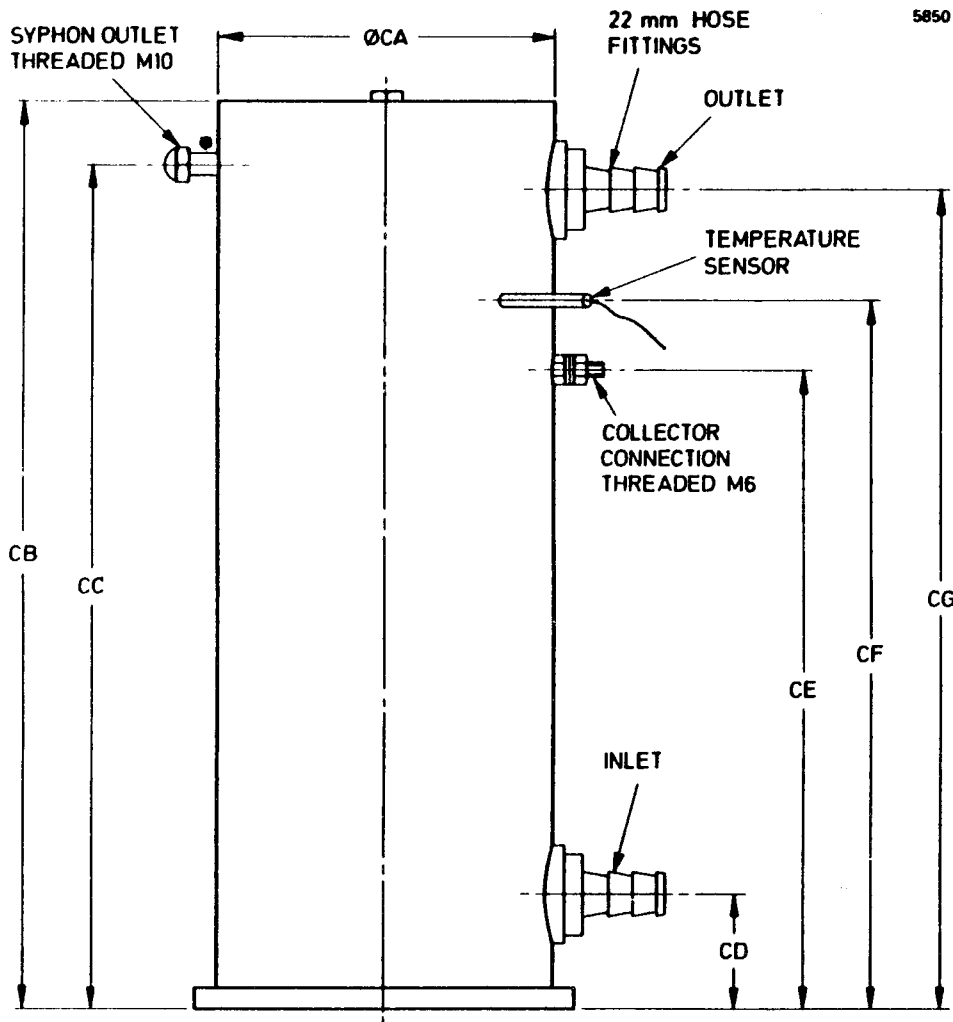 5850
SYPHON OUTLET
THREADED M10
ØCA
22 mm HOSE
FITTINGS
OUTLET
TEMPERATURE
SENSOR
COLLECTOR
CONNECTION
THREADED M6
CB
CC
CG
CF
CE
INLET
CD